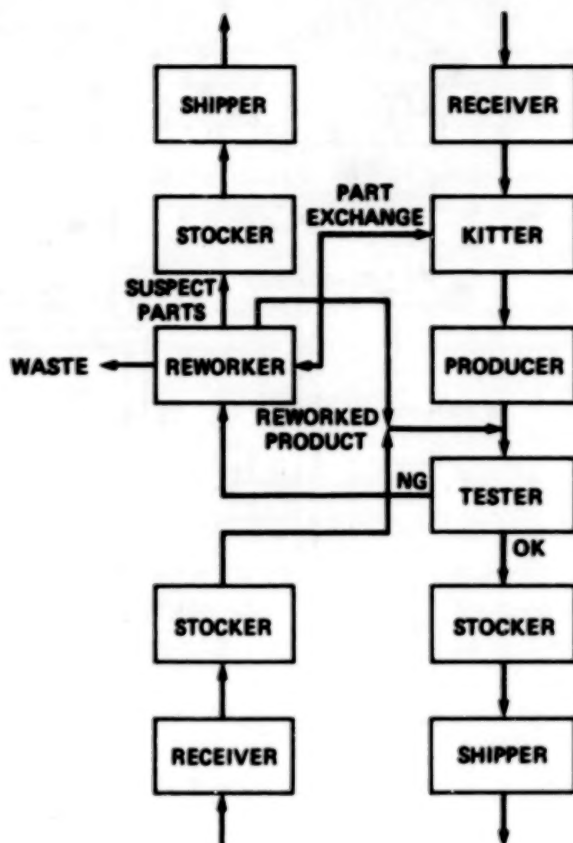 SHIPPER
RECEIVER
PART
EXCHANGE
STOCKER
KITTER
SUSPECT
PARTS
WASTE
REWORKER
PRODUCER
REWORKED
PRODUCT
NG
TESTER
OK
STOCKER
STOCKER
RECEIVER
SHIPPER